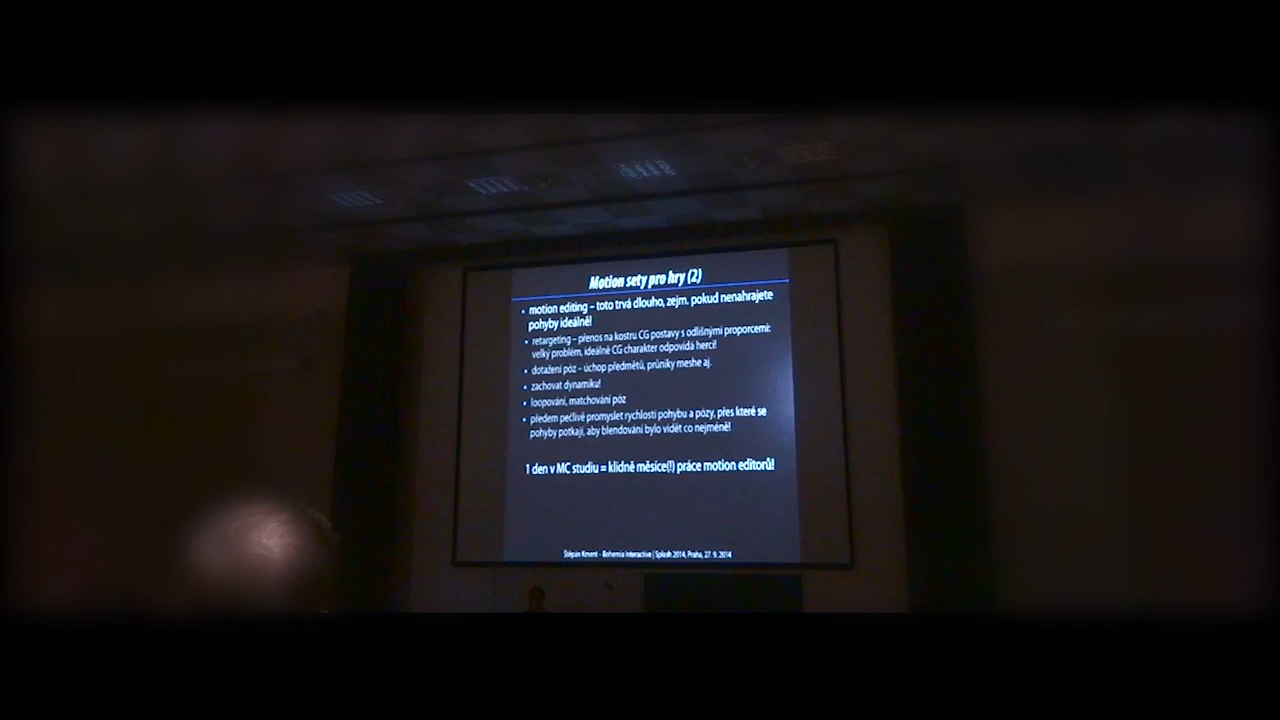 Motion sety pro hry (2)
• motion editing – toto trvá dlouho, zejm. pokud nenahrajete
pohyby ideálně!
• retargeting – přenos na kostru CG postavy s odlišnými proporcemi:
velký problém, ideálně CG charakter odpovídá herci!
• dotažení póz – úchop předmětů, průniky meshe aj.
• zachovat dynamiku!
• loopování, matchování póz
• předem pečlivě promyslet rychlosti pohybu a pózy, přes které se
pohyby potkají, aby blendování bylo vidět co nejméně!
1 den v MC studiu = klidně měsíce(!) práce motion editorů!
Štěpán Kment - Bohemia Interactive | Splash 2014, Praha, 27. 9. 2014